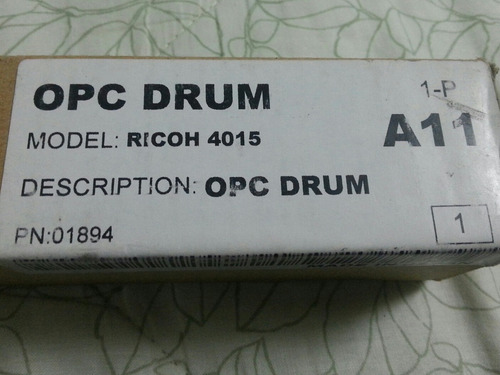 OPC DRUM
1-P
MODEL: RICOH 4015
A11
DESCRIPTION: OPC DRUM
PN:01894
1